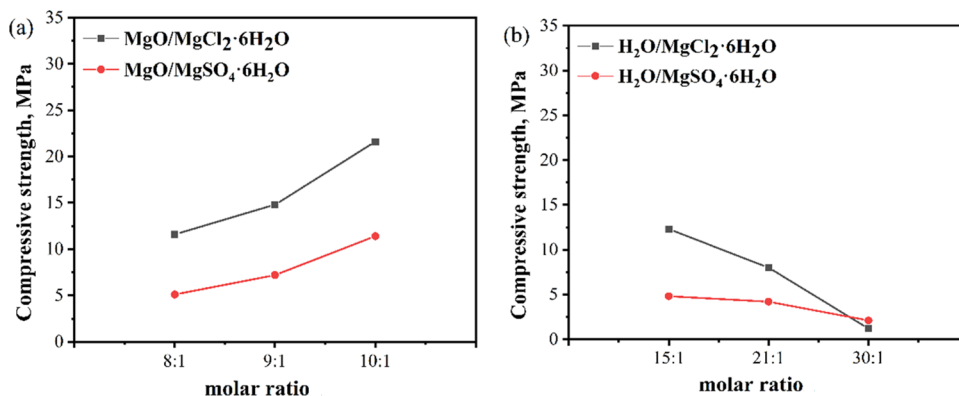 (a)
MgO/MgCl₂·6H₂O
MgO/MgSO₄·6H₂O
Compressive strength, MPa
35
30
25
20
15
10
5
0
8:1 9:1 10:1
molar ratio
(b)
H₂O/MgCl₂·6H₂O
H₂O/MgSO₄·6H₂O
Compressive strength, MPa
35
30
25
20
15
10
5
0
15:1 21:1 30:1
molar ratio